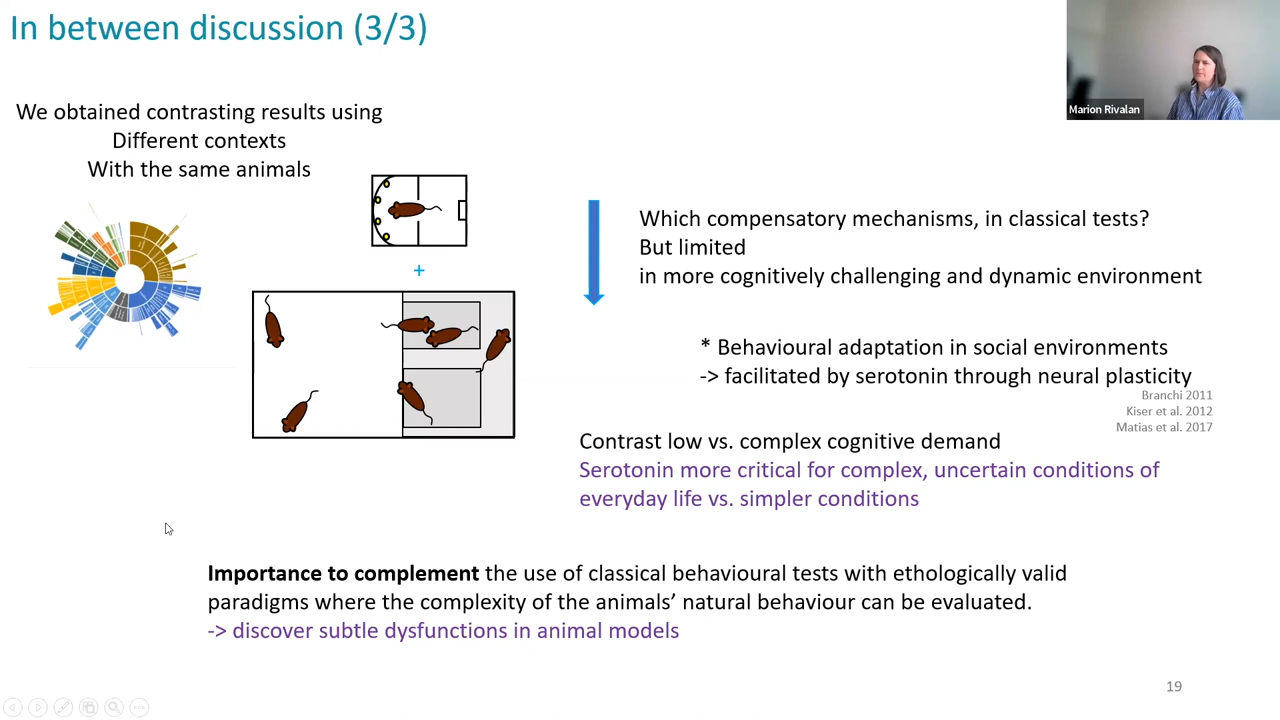 In between discussion (3/3)
Marion Rivalan
We obtained contrasting results using
Different contexts
With the same animals
+
Which compensatory mechanisms, in classical tests?
But limited
in more cognitively challenging and dynamic environment
* Behavioural adaptation in social environments
-> facilitated by serotonin through neural plasticity
Branchi 2011
Kiser et al. 2012
Matias et al. 2017
Contrast low vs. complex cognitive demand
Serotonin more critical for complex, uncertain conditions of
everyday life vs. simpler conditions
Importance to complement the use of classical behavioural tests with ethologically valid
paradigms where the complexity of the animals’ natural behaviour can be evaluated.
-> discover subtle dysfunctions in animal models
19